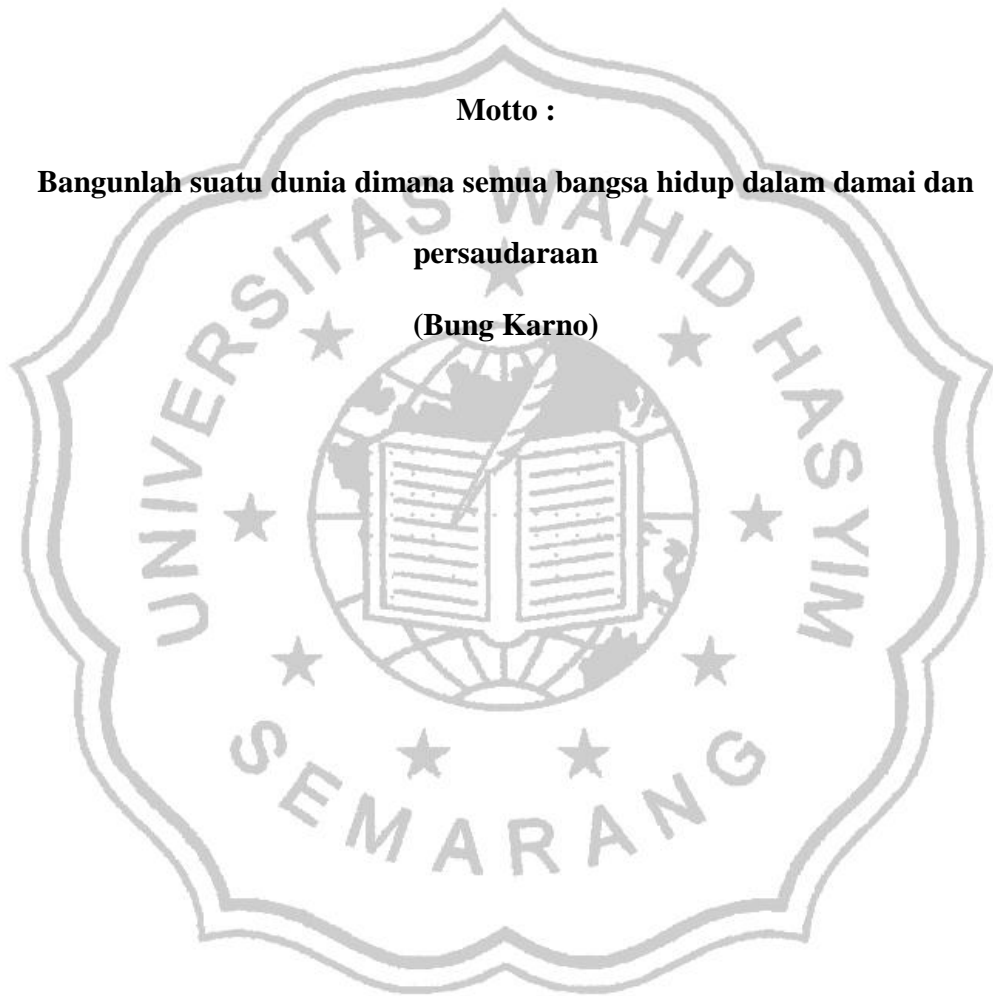 Motto :
Bangunlah suatu dunia dimana semua bangsa hidup dalam damai dan
persaudaraan
(Bung Karno)
UNIVERSITAS WAHID HASYIM
SEMARANG